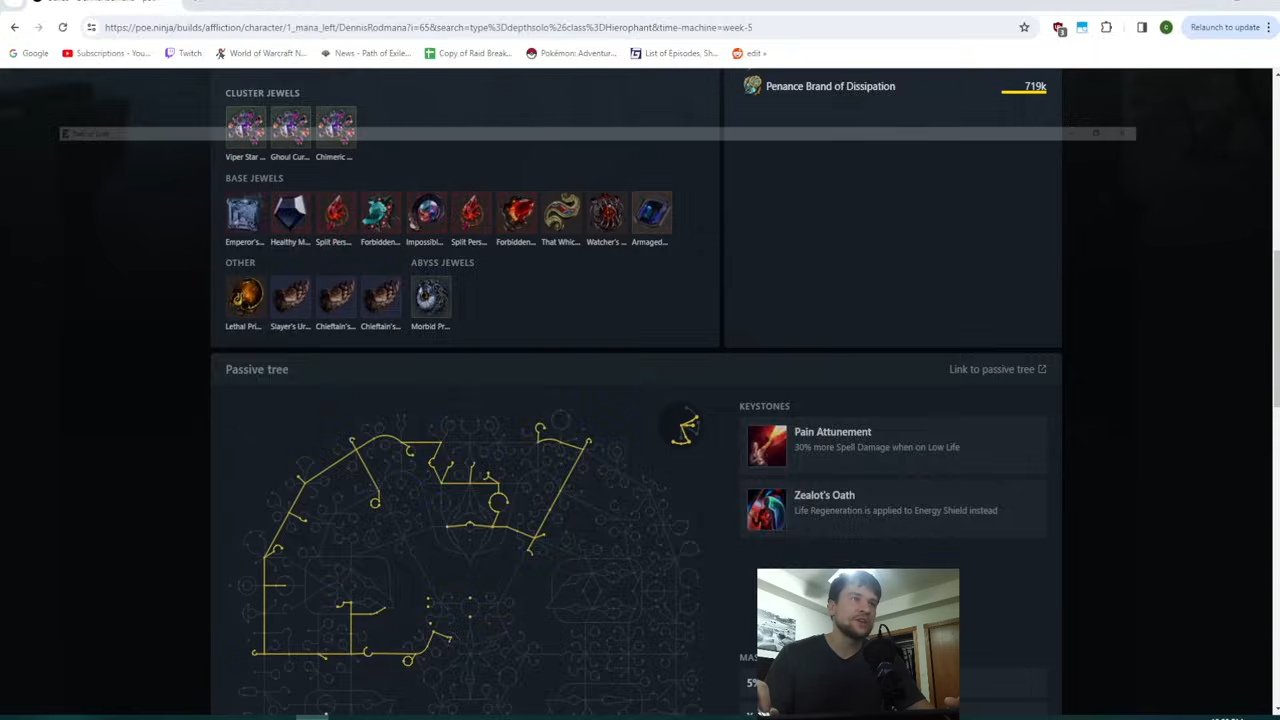 https://poe.ninja/builds/affliction/character/1_mana_left/DennisRodmana?i=65&search=type%3Ddepthsolo%26class%3DHierophant&time-machine=week-5
Relaunch to update
Google
Subscriptions - You...
Twitch
World of Warcraft N...
News - Path of Exile...
Copy of Raid Break...
Pokémon: Adventur...
List of Episodes, Sh...
edit »
CLUSTER JEWELS
Viper Star ...
Ghoul Cur...
Chimeric ...
BASE JEWELS
Emperor's...
Healthy M...
Split Pers...
Forbidden...
Impossibl...
Split Pers...
Forbidden...
That Whic...
Watcher's ...
Armaged...
OTHER
Lethal Pri...
Slayer's Ur...
Chieftain's...
Chieftain's...
ABYSS JEWELS
Morbid Pr...
Penance Brand of Dissipation
719k
Passive tree
Link to passive tree
KEYSTONES
Pain Attunement
30% more Spell Damage when on Low Life
Zealot's Oath
Life Regeneration is applied to Energy Shield instead
MAS
5%